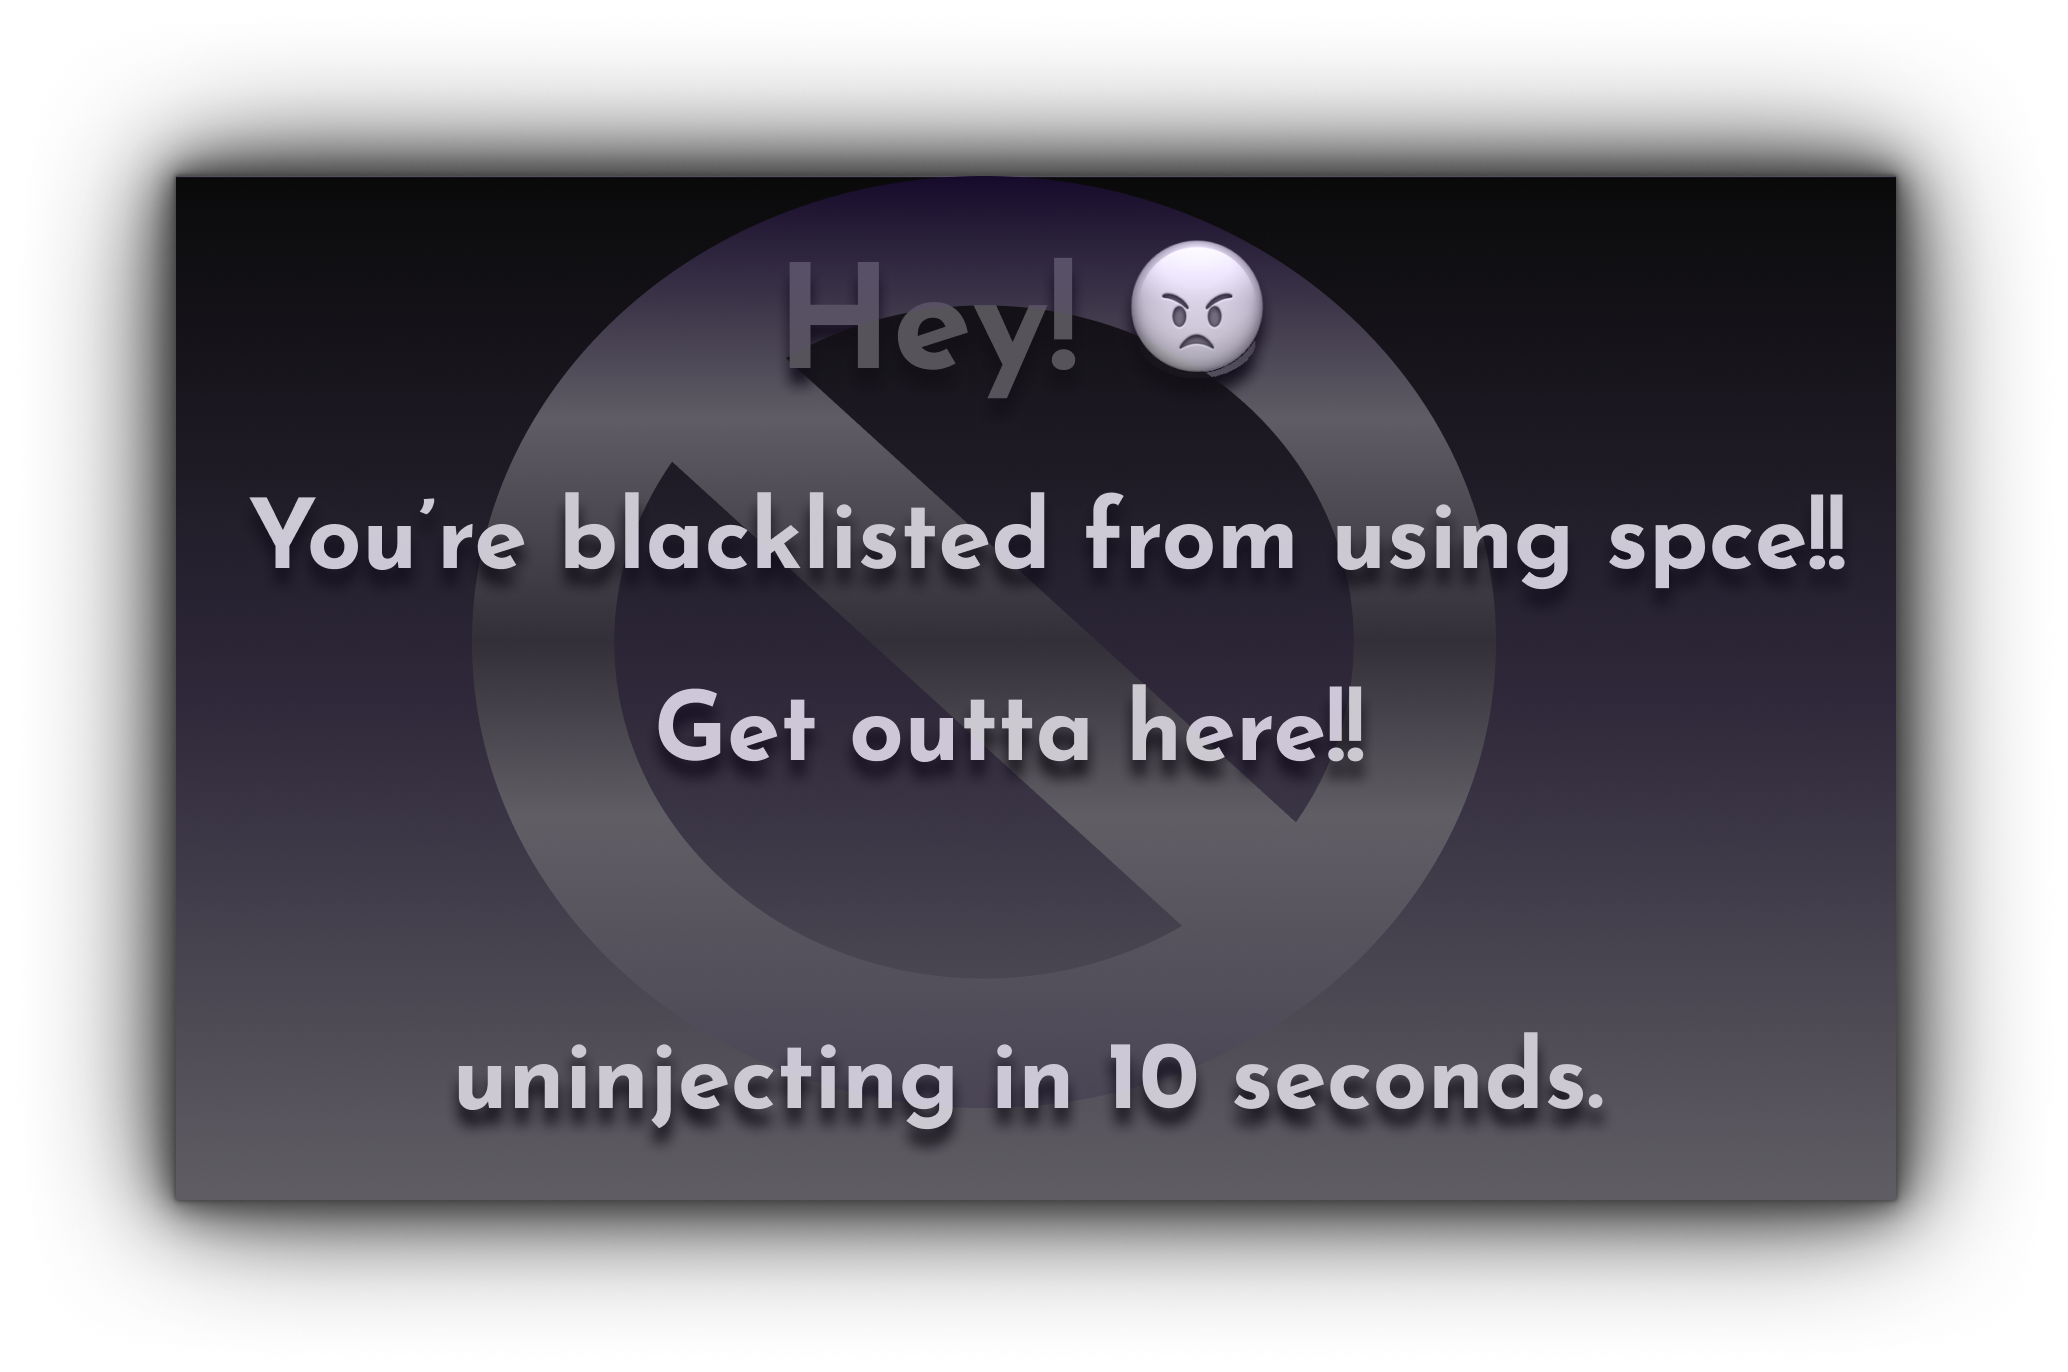 Hey! 😠
You're blacklisted from using spce!!
Get outta here!!
uninjecting in 10 seconds.